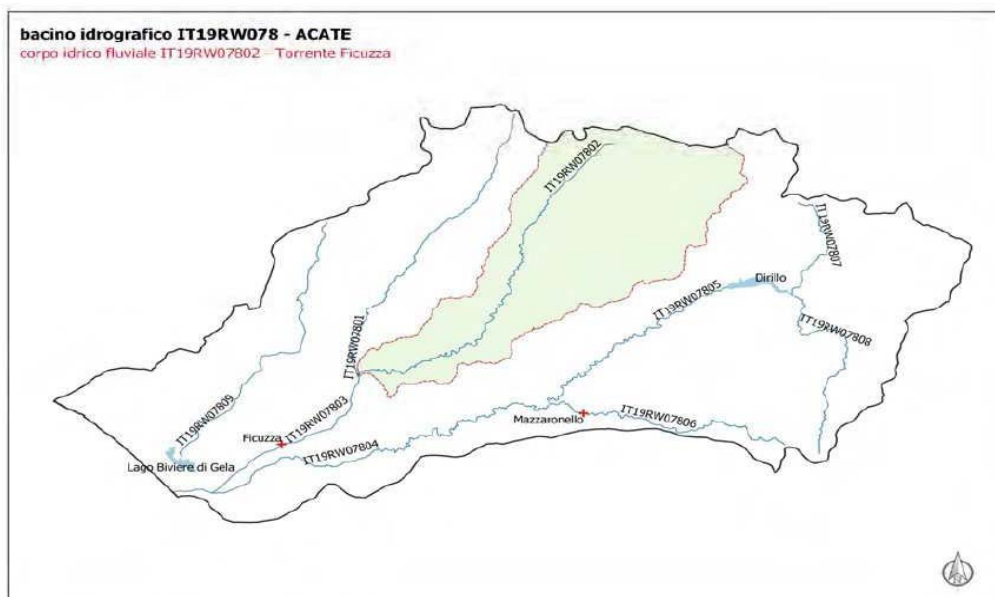 bacino idrografico IT19RW078 - ACATE
corpo idrico fluviale IT19RW07802 - Torrente Ficuzza
IT19RW07802
IT19RW07807
Dirillo
IT19RW07805
IT19RW07808
IT19RW07801
IT19RW07809
IT19RW07803
Ficuzza
IT19RW07804
Mazzaronello
IT19RW07806
Lago Biviere di Gela